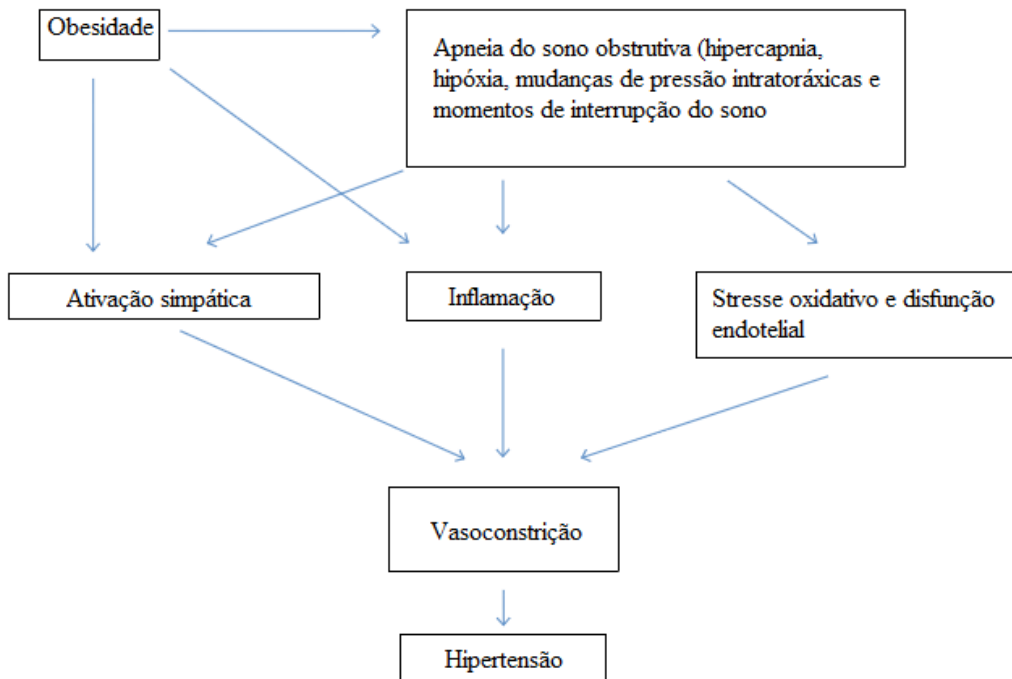 Obesidade
Apneia do sono obstrutiva (hipercapnia,
hipóxia, mudanças de pressão intratoráxicas e
momentos de interrupção do sono
Ativação simpática
Inflamação
Stresse oxidativo e disfunção
endotelial
Vasoconstrição
Hipertensão